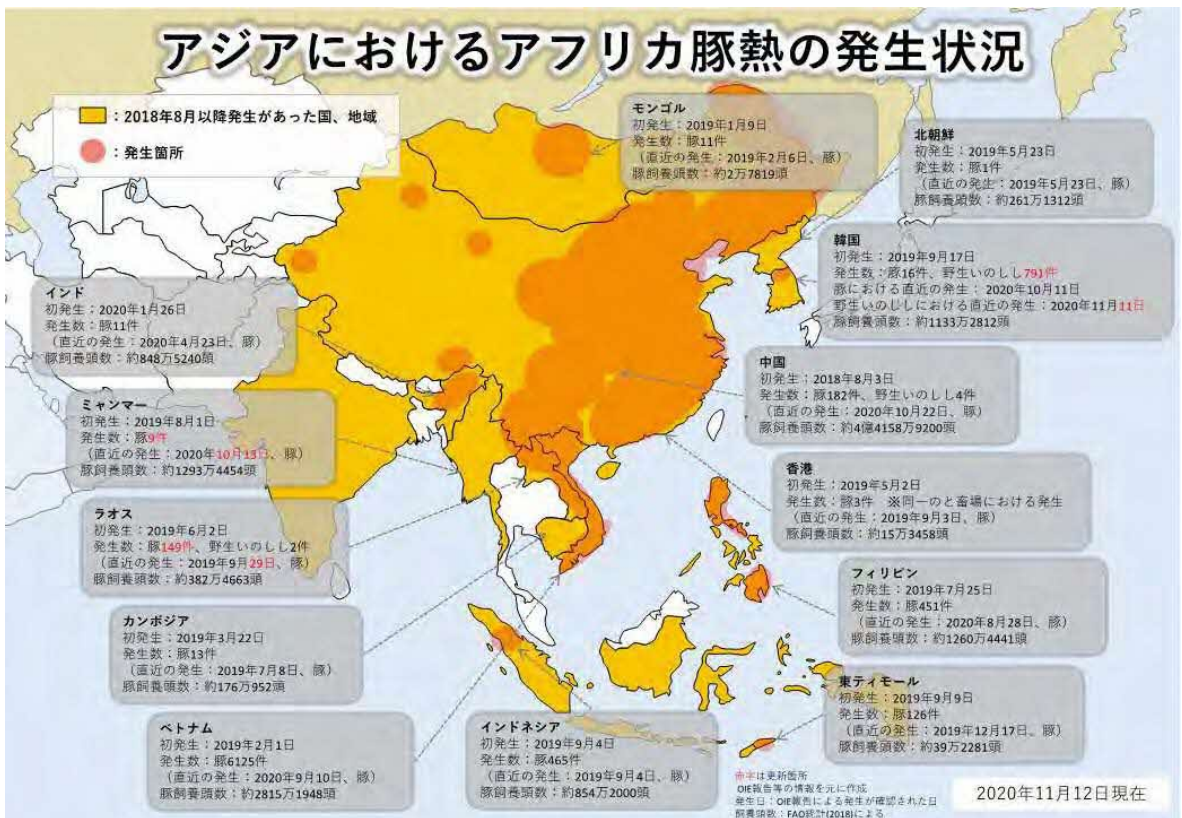 アジアにおけるアフリカ豚熱の発生状況
：2018年8月以降発生があった国、地域
：発生箇所
モンゴル
初発生：2019年1月9日
発生数：豚11件
（直近の発生：2019年2月6日、豚）
豚飼養頭数：約2万7819頭
北朝鮮
初発生：2019年5月23日
発生数：豚1件
（直近の発生：2019年5月23日、豚）
豚飼養頭数：約261万1312頭
韓国
初発生：2019年9月17日
発生数：豚16件、野生いのしし791件
豚における直近の発生：2020年10月11日
野生いのししにおける直近の発生：2020年11月11日
豚飼養頭数：約1133万2812頭
インド
初発生：2020年1月26日
発生数：豚11件
（直近の発生：2020年4月23日、豚）
豚飼養頭数：約848万5240頭
中国
初発生：2018年8月3日
発生数：豚182件、野生いのしし4件
（直近の発生：2020年10月22日、豚）
豚飼養頭数：約4億4158万9200頭
ミャンマー
初発生：2019年8月1日
発生数：豚9件
（直近の発生：2020年10月13日、豚）
豚飼養頭数：約1293万4454頭
香港
初発生：2019年5月2日
発生数：豚3件 ※同一のと畜場における発生
（直近の発生：2019年9月3日、豚）
豚飼養頭数：約15万3458頭
ラオス
初発生：2019年6月2日
発生数：豚149件、野生いのしし2件
（直近の発生：2019年9月29日、豚）
豚飼養頭数：約382万4663頭
フィリピン
初発生：2019年7月25日
発生数：豚451件
（直近の発生：2020年8月28日、豚）
豚飼養頭数：約1260万4441頭
カンボジア
初発生：2019年3月22日
発生数：豚13件
（直近の発生：2019年7月8日、豚）
豚飼養頭数：約176万952頭
東ティモール
初発生：2019年9月9日
発生数：豚126件
（直近の発生：2019年12月17日、豚）
豚飼養頭数：約39万2281頭
ベトナム
初発生：2019年2月1日
発生数：豚6125件
（直近の発生：2020年9月10日、豚）
豚飼養頭数：約2815万1948頭
インドネシア
初発生：2019年9月4日
発生数：豚465件
（直近の発生：2019年9月4日、豚）
豚飼養頭数：約854万2000頭
赤字は更新箇所
OIE報告等の情報を元に作成
発生日：OIE報告による発生が確認された日
飼養頭数：FAO統計(2018)による
2020年11月12日現在